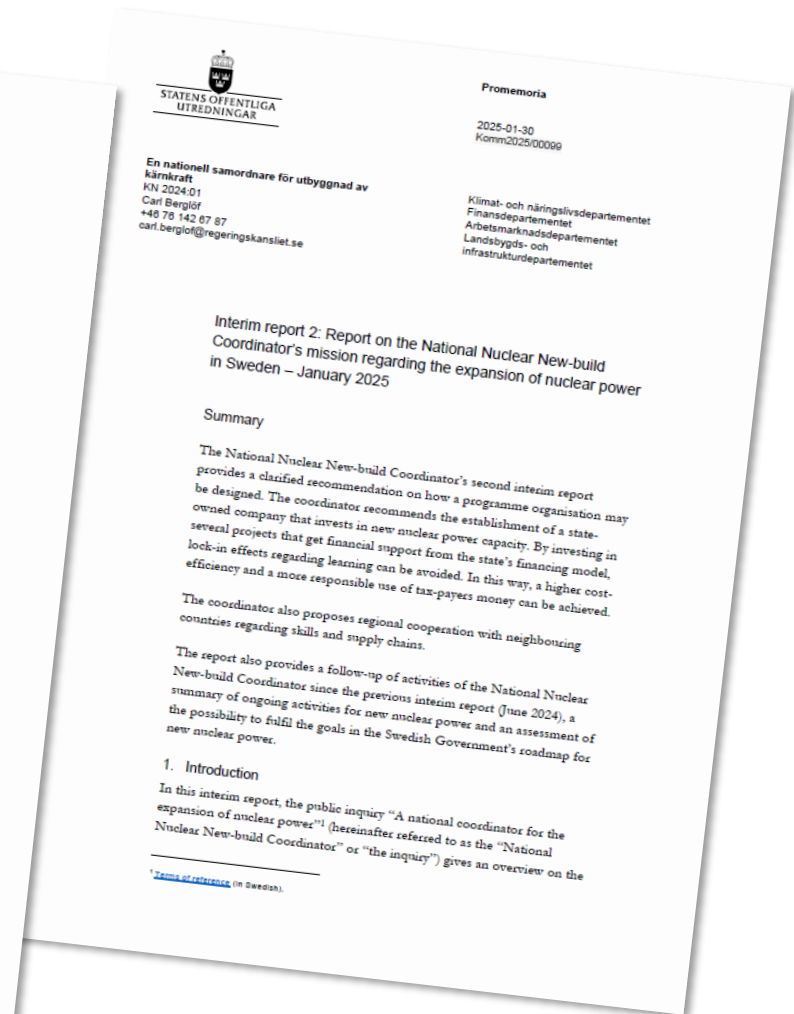 STATENS OFFENTLIGA
UTREDNINGAR
Promemoria
2025-01-30
Komm2025/00099
En nationell samordnare för utbyggnad av
kärnkraft
KN 2024:01
Carl Berglöf
+46 76 142 67 87
carl.berglof@regeringskansliet.se
Klimat- och näringslivsdepartementet
Finansdepartementet
Arbetsmarknadsdepartementet
Landsbygds- och
infrastrukturdepartementet
Interim report 2: Report on the National Nuclear New-build
Coordinator's mission regarding the expansion of nuclear power
in Sweden – January 2025
Summary
The National Nuclear New-build Coordinator's second interim report
provides a clarified recommendation on how a programme organisation may
be designed. The coordinator recommends the establishment of a state-
owned company that invests in new nuclear power capacity. By investing in
several projects that get financial support from the state's financing model,
lock-in effects regarding learning can be avoided. In this way, a higher cost-
efficiency and a more responsible use of tax-payers money can be achieved.
The coordinator also proposes regional cooperation with neighbouring
countries regarding skills and supply chains.
The report also provides a follow-up of activities of the National Nuclear
New-build Coordinator since the previous interim report (June 2024), a
summary of ongoing activities for new nuclear power and an assessment of
the possibility to fulfil the goals in the Swedish Government's roadmap for
new nuclear power.
1. Introduction
In this interim report, the public inquiry “A national coordinator for the
expansion of nuclear power”1 (hereinafter referred to as the “National
Nuclear New-build Coordinator” or “the inquiry”) gives an overview on the
1 Terms of reference (in Swedish).